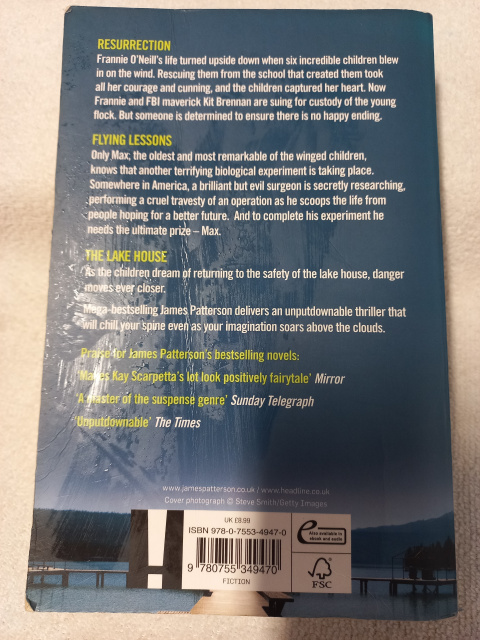 RESURRECTION
Frannie O'Neill's life turned upside down when six incredible children blew
in on the wind. Rescuing them from the school that created them took
all her courage and cunning, and the children captured her heart. Now
Frannie and FBI maverick Kit Brennan are suing for custody of the young
flock. But someone is determined to ensure there is no happy ending.
FLYING LESSONS
Only Max, the oldest and most remarkable of the winged children,
knows that another terrifying biological experiment is taking place.
Somewhere in America, a brilliant but evil surgeon is secretly researching,
performing a cruel travesty of an operation as he scoops the life from
people hoping for a better future. And to complete his experiment he
needs the ultimate prize – Max.
THE LAKE HOUSE
As the children dream of returning to the safety of the lake house, danger
moves ever closer.
Mega-bestselling James Patterson delivers an unputdownable thriller that
will chill your spine even as your imagination soars above the clouds.
Praise for James Patterson's bestselling novels:
'Makes Kay Scarpetta's lot look positively fairytale' Mirror
'A master of the suspense genre' Sunday Telegraph
'Unputdownable' The Times
www.jamespatterson.co.uk / www.headline.co.uk
Cover photograph © Steve Smith/Getty Images
UK £8.99
ISBN 978-0-7553-4947-0
9 780755 349470
FICTION
e
Also available in
ebook and audio
FSC
H